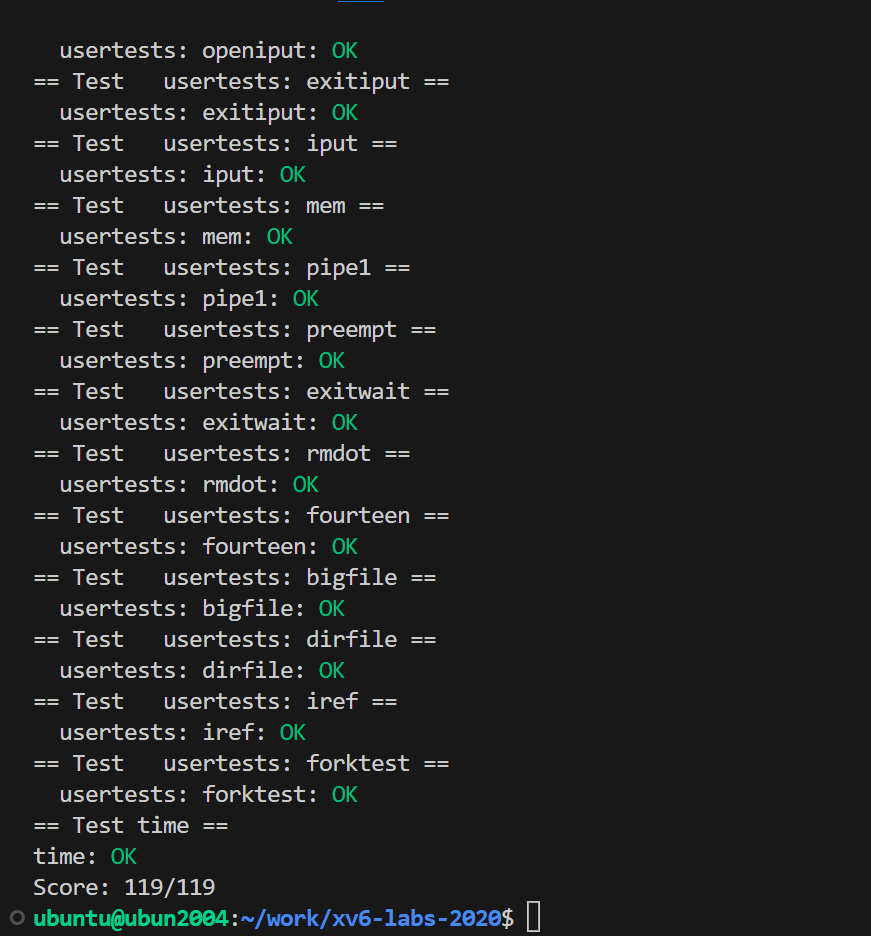 usertests: openiput: OK
== Test   usertests: exitiput ==
usertests: exitiput: OK
== Test   usertests: iput ==
usertests: iput: OK
== Test   usertests: mem ==
usertests: mem: OK
== Test   usertests: pipe1 ==
usertests: pipe1: OK
== Test   usertests: preempt ==
usertests: preempt: OK
== Test   usertests: exitwait ==
usertests: exitwait: OK
== Test   usertests: rmdot ==
usertests: rmdot: OK
== Test   usertests: fourteen ==
usertests: fourteen: OK
== Test   usertests: bigfile ==
usertests: bigfile: OK
== Test   usertests: dirfile ==
usertests: dirfile: OK
== Test   usertests: iref ==
usertests: iref: OK
== Test   usertests: forktest ==
usertests: forktest: OK
== Test time ==
time: OK
Score: 119/119
ubuntu@ubun2004:~/work/xv6-labs-2020$